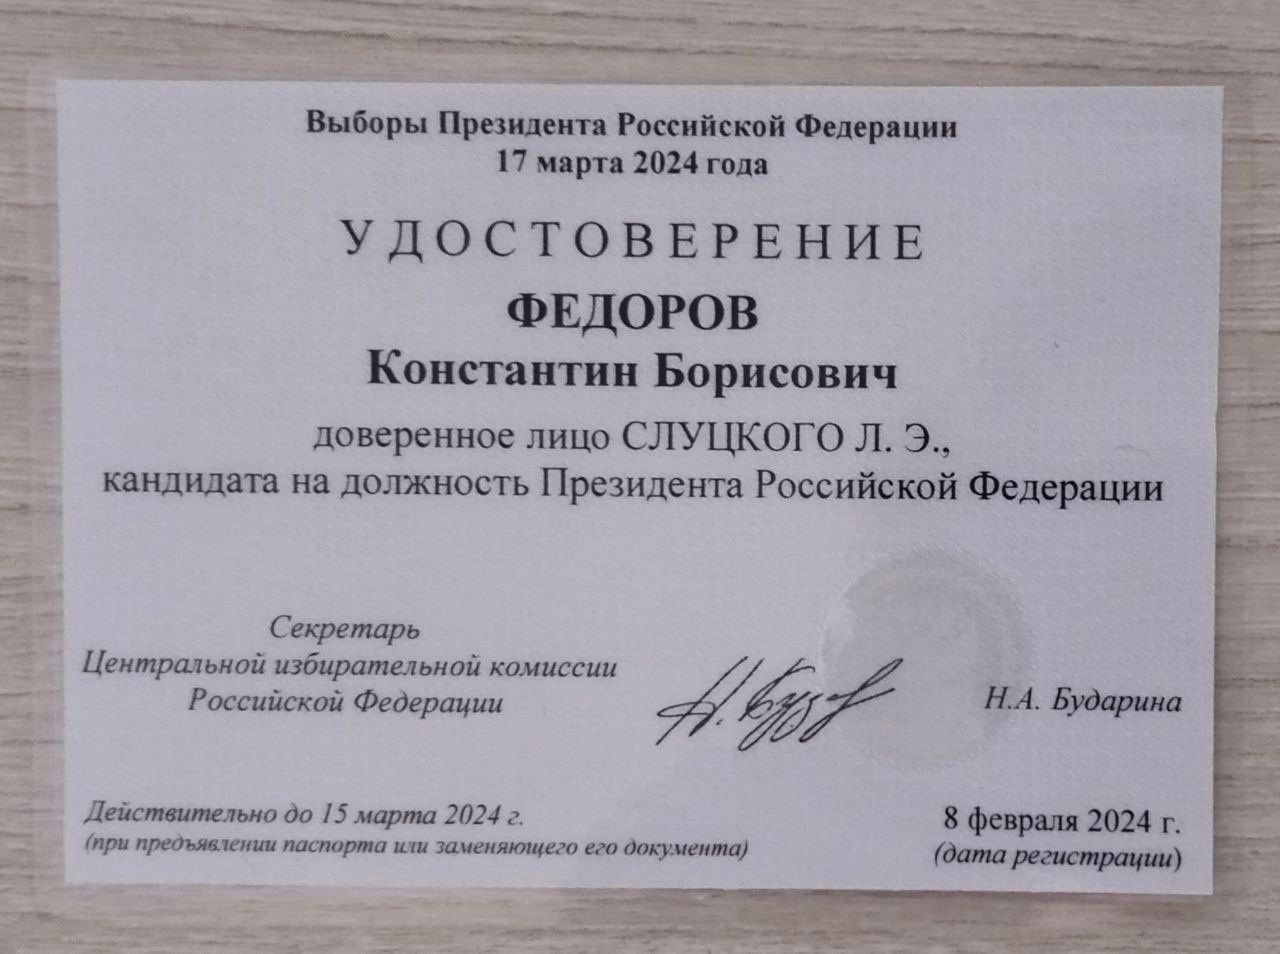 Выборы Президента Российской Федерации
17 марта 2024 года
УДОСТОВЕРЕНИЕ
ФЕДОРОВ
Константин Борисович
доверенное лицо СЛУЦКОГО Л. Э.,
кандидата на должность Президента Российской Федерации
Секретарь
Центральной избирательной комиссии
Российской Федерации
Н.А. Бударина
Действительно до 15 марта 2024 г.
(при предъявлении паспорта или заменяющего его документа)
8 февраля 2024 г.
(дата регистрации)